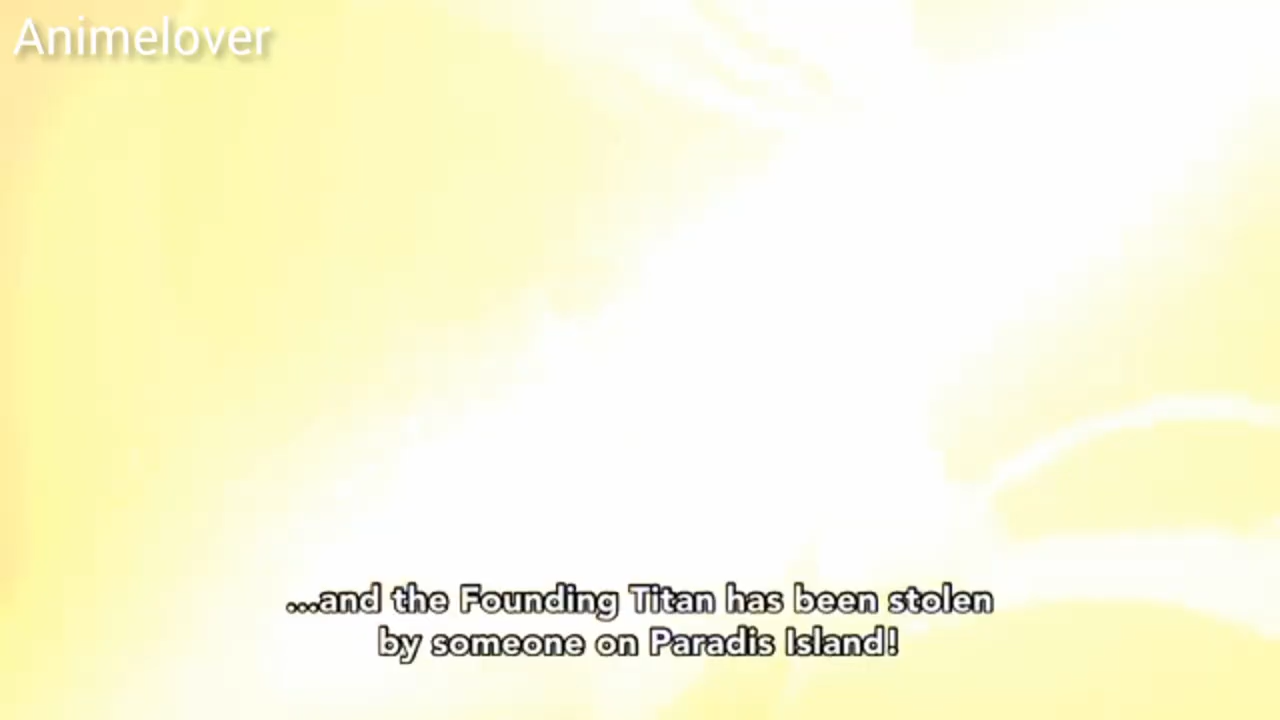 Animelover
...and the Founding Titan has been stolen
by someone on Paradis Island!